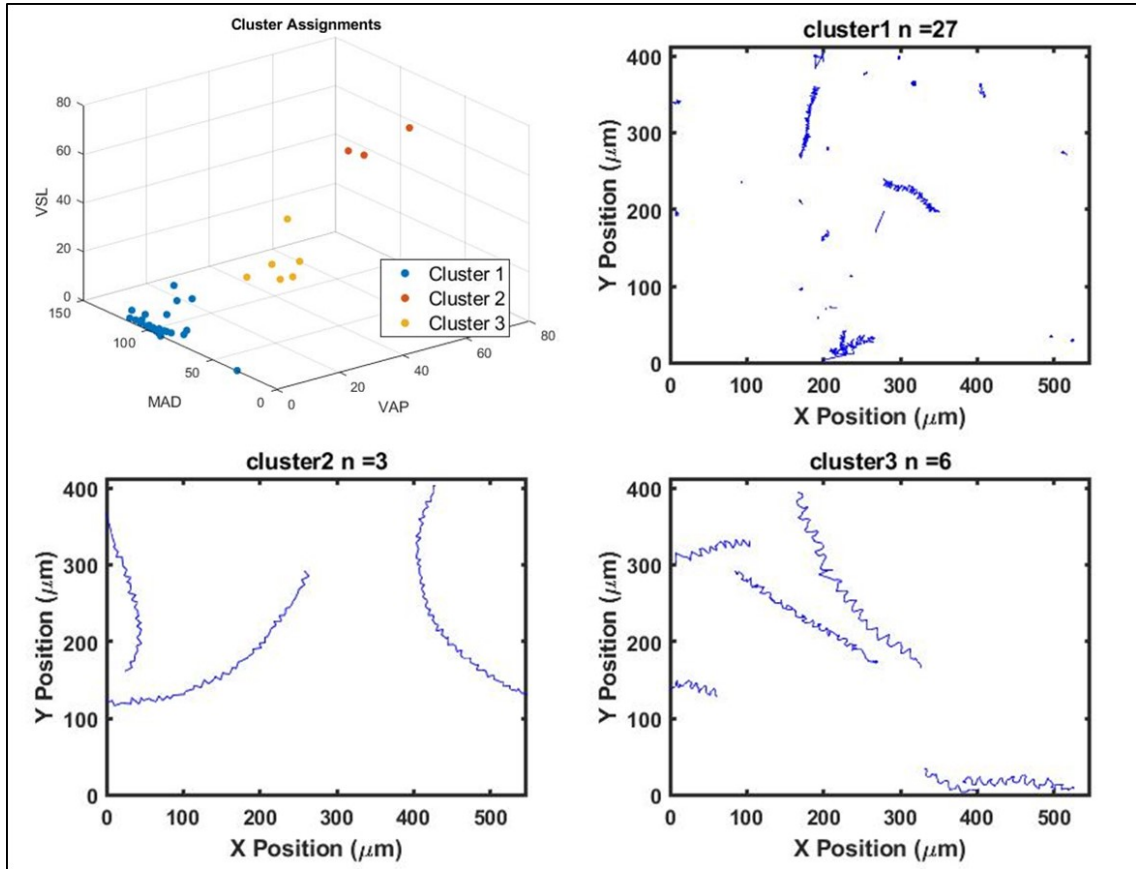 Cluster Assignments
80
60
40
20
0
VSL
150
100
50
0
MAD
0
20
40
60
80
VAP
Cluster 1
Cluster 2
Cluster 3
cluster1 n =27
400
300
200
100
0
Y Position (μm)
0 100 200 300 400 500
X Position (μm)
cluster2 n =3
400
300
200
100
0
Y Position (μm)
0 100 200 300 400 500
X Position (μm)
cluster3 n =6
400
300
200
100
0
Y Position (μm)
0 100 200 300 400 500
X Position (μm)